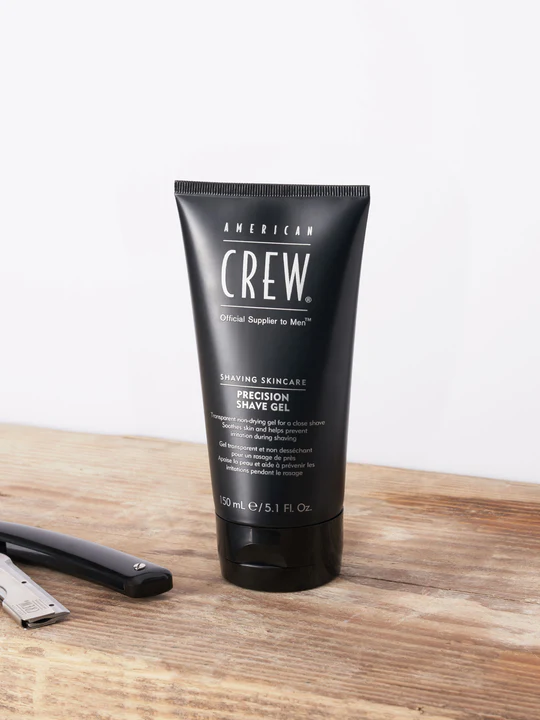 AMERICAN
CREW®
Official Supplier to Men™
SHAVING SKINCARE
PRECISION
SHAVE GEL
Transparent non-drying gel for a close shave
Soothes skin and helps prevent
irritation during shaving
Gel transparent et non desséchant
pour un rasage de près
Apaise la peau et aide à prévenir les
irritations pendant le rasage
150 mL ℮/5.1 FL Oz.